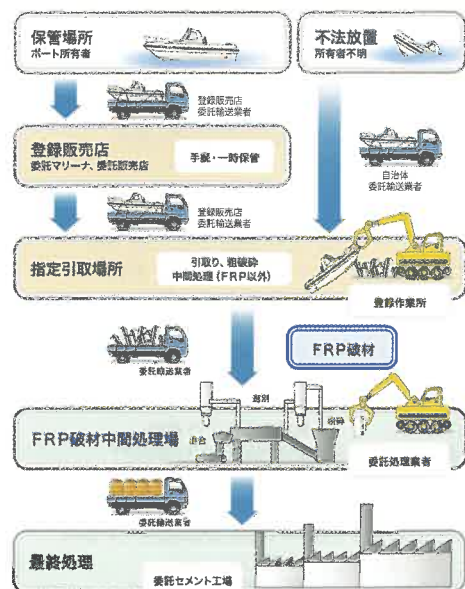 保管場所
ボート所有者
不法放置
所有者不明
登録販売店
委託輸送業者
登録販売店
委託マリーナ、委託販売店
手続・一時保管
自治体
委託輸送業者
登録販売店
委託輸送業者
指定引取場所
引取り、粗破砕
中間処理(FRP以外)
登録作業所
FRP破材
委託輸送業者
選別
粉砕
混合
FRP破材中間処理場
委託処理業者
委託輸送業者
最終処理
委託セメント工場